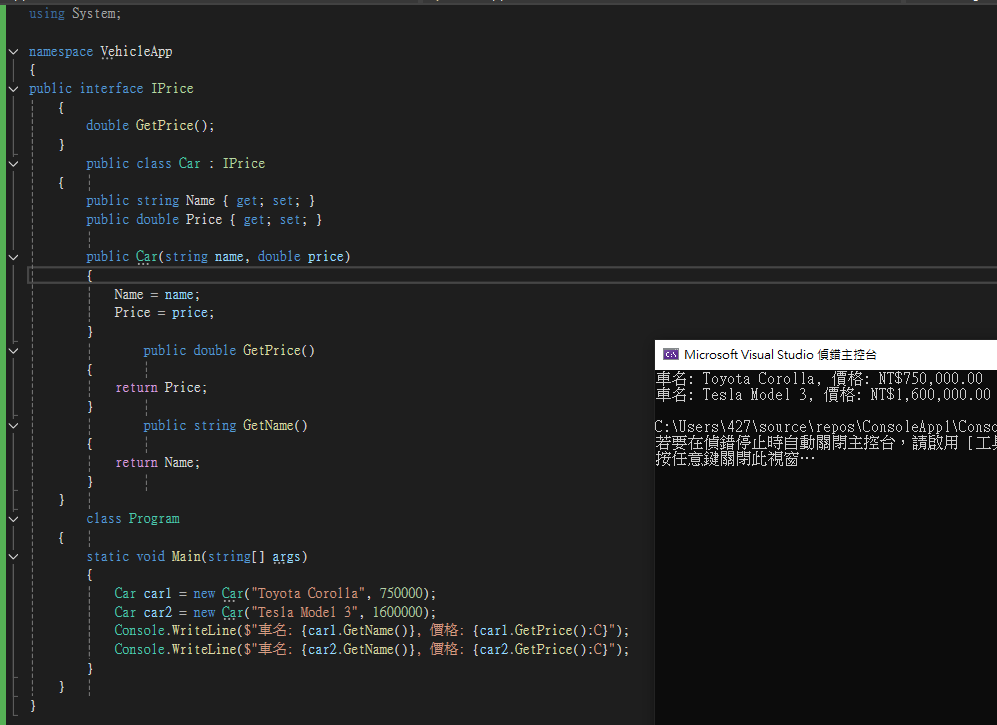 using System;
namespace VehicleApp
{
public interface IPrice
{
double GetPrice();
}
public class Car : IPrice
{
public string Name { get; set; }
public double Price { get; set; }
public Car(string name, double price)
{
Name = name;
Price = price;
}
public double GetPrice()
{
return Price;
}
public string GetName()
{
return Name;
}
}
class Program
{
static void Main(string[] args)
{
Car car1 = new Car("Toyota Corolla", 750000);
Car car2 = new Car("Tesla Model 3", 1600000);
Console.WriteLine($"車名: {car1.GetName()}, 價格: {car1.GetPrice():C}");
Console.WriteLine($"車名: {car2.GetName()}, 價格: {car2.GetPrice():C}");
}
}
}
Microsoft Visual Studio 偵錯主控台
車名: Toyota Corolla, 價格: NT$750,000.00
車名: Tesla Model 3, 價格: NT$1,600,000.00
C:\Users\427\source\repos\ConsoleApp1\Conso
若要在偵錯停止時自動關閉主控台，請啟用 [工具
按任意鍵關閉此視窗…